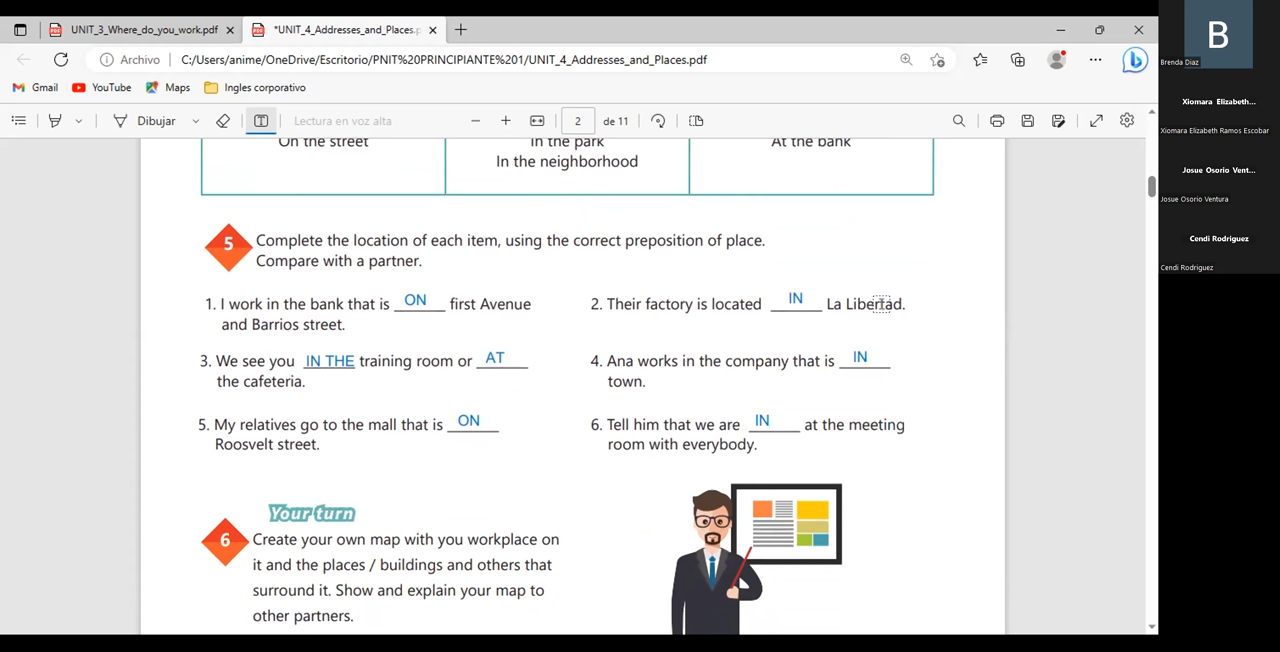 UNIT_3_Where_do_you_work.pdf
*UNIT_4_Addresses_and_Places.p
Archivo
C:/Users/anime/OneDrive/Escritorio/PNIT%20PRINCIPIANTE%201/UNIT_4_Addresses_and_Places.pdf
Gmail YouTube Maps Ingles corporativo
Dibujar Lectura en voz alta 2 de 11
On the street
In the park
In the neighborhood
At the bank
5 Complete the location of each item, using the correct preposition of place.
Compare with a partner.
1. I work in the bank that is ON first Avenue
and Barrios street.
2. Their factory is located IN La Libertad.
3. We see you IN THE training room or AT
the cafeteria.
4. Ana works in the company that is IN
town.
5. My relatives go to the mall that is ON
Roosvelt street.
6. Tell him that we are IN at the meeting
room with everybody.
Your turn
6 Create your own map with you workplace on
it and the places / buildings and others that
surround it. Show and explain your map to
other partners.
B
Brenda Diaz
Xiomara Elizabeth...
Xiomara Elizabeth Ramos Escobar
Josue Osorio Vent...
Josue Osorio Ventura
Cendi Rodriguez
Cendi Rodriguez